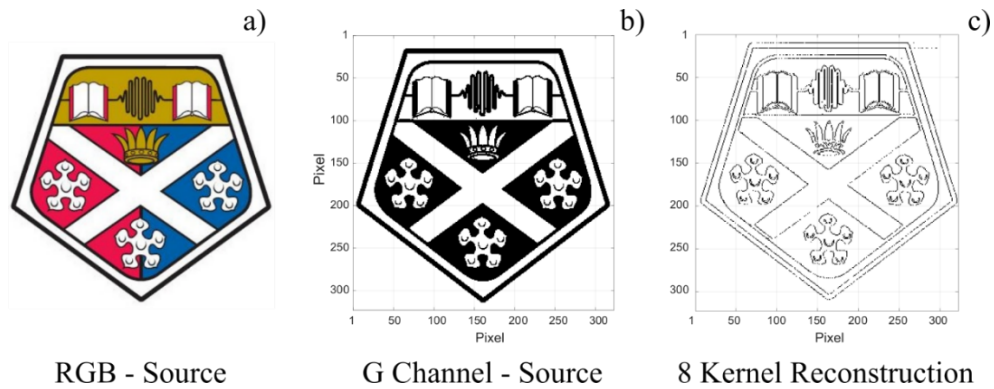 a)
b)
c)
1
50
100
150
200
250
300
Pixel
1 50 100 150 200 250 300
Pixel
1
50
100
150
200
250
300
1 50 100 150 200 250 300
Pixel
RGB - Source
G Channel - Source
8 Kernel Reconstruction